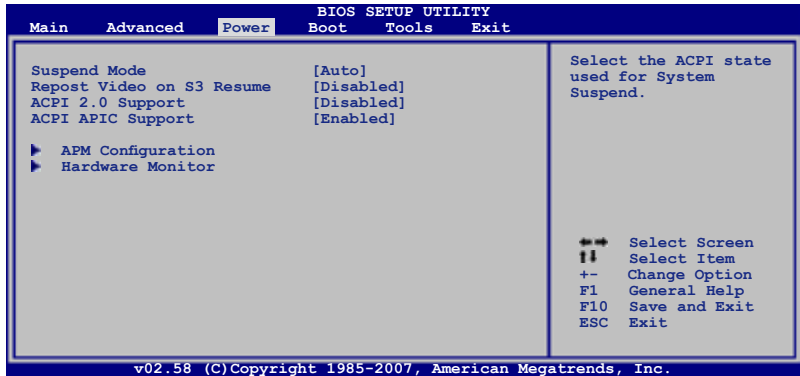 BIOS SETUP UTILITY
Main Advanced Power Boot Tools Exit
Suspend Mode [Auto]
Repost Video on S3 Resume [Disabled]
ACPI 2.0 Support [Disabled]
ACPI APIC Support [Enabled]
APM Configuration
Hardware Monitor
Select the ACPI state
used for System
Suspend.
Select Screen
Select Item
+- Change Option
F1 General Help
F10 Save and Exit
ESC Exit
v02.58 (C)Copyright 1985-2007, American Megatrends, Inc.